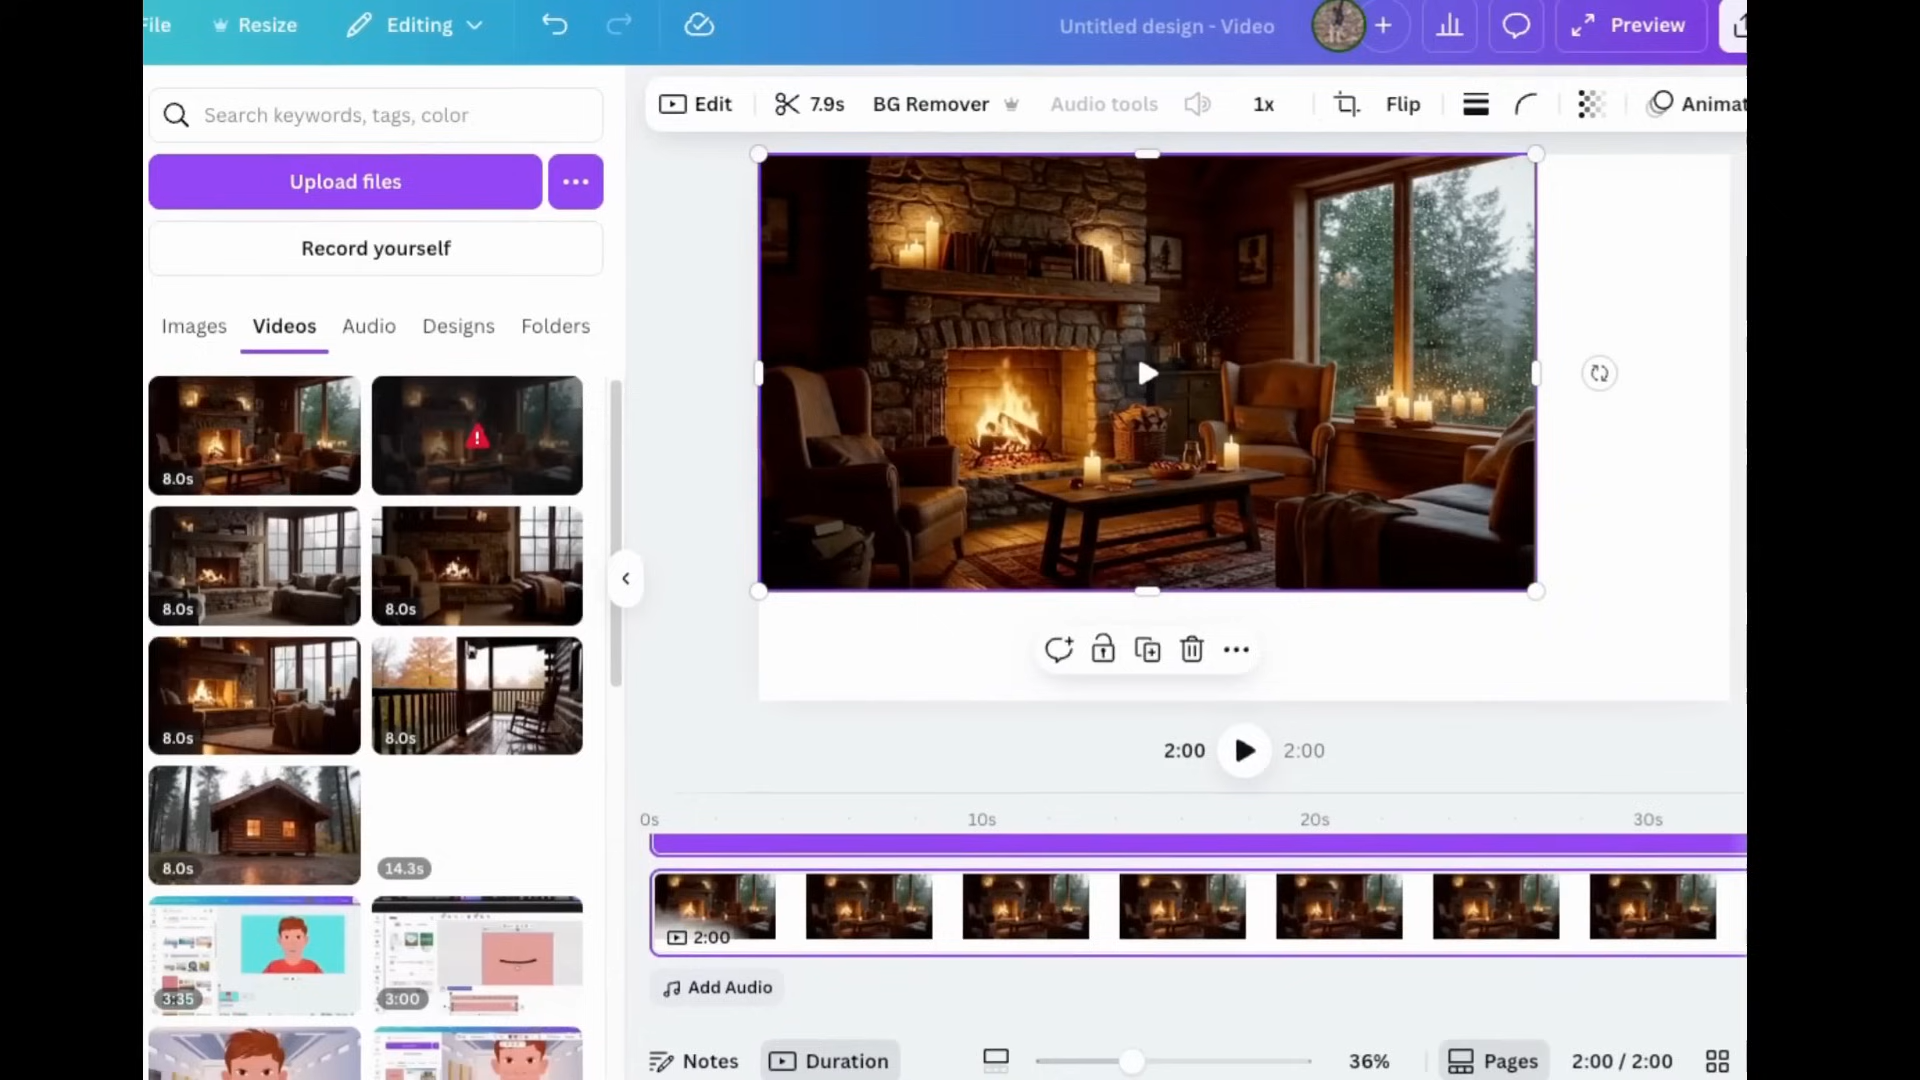 File
Resize
Editing
Untitled design - Video
Preview
Search keywords, tags, color
Upload files
Record yourself
Images
Videos
Audio
Designs
Folders
8.0s
8.0s
8.0s
8.0s
8.0s
8.0s
14.3s
3:35
3:00
Edit
7.9s
BG Remover
Audio tools
1x
Flip
Animat
2:00
2:00
0s
10s
20s
30s
2:00
Add Audio
Notes
Duration
36%
Pages
2:00 / 2:00